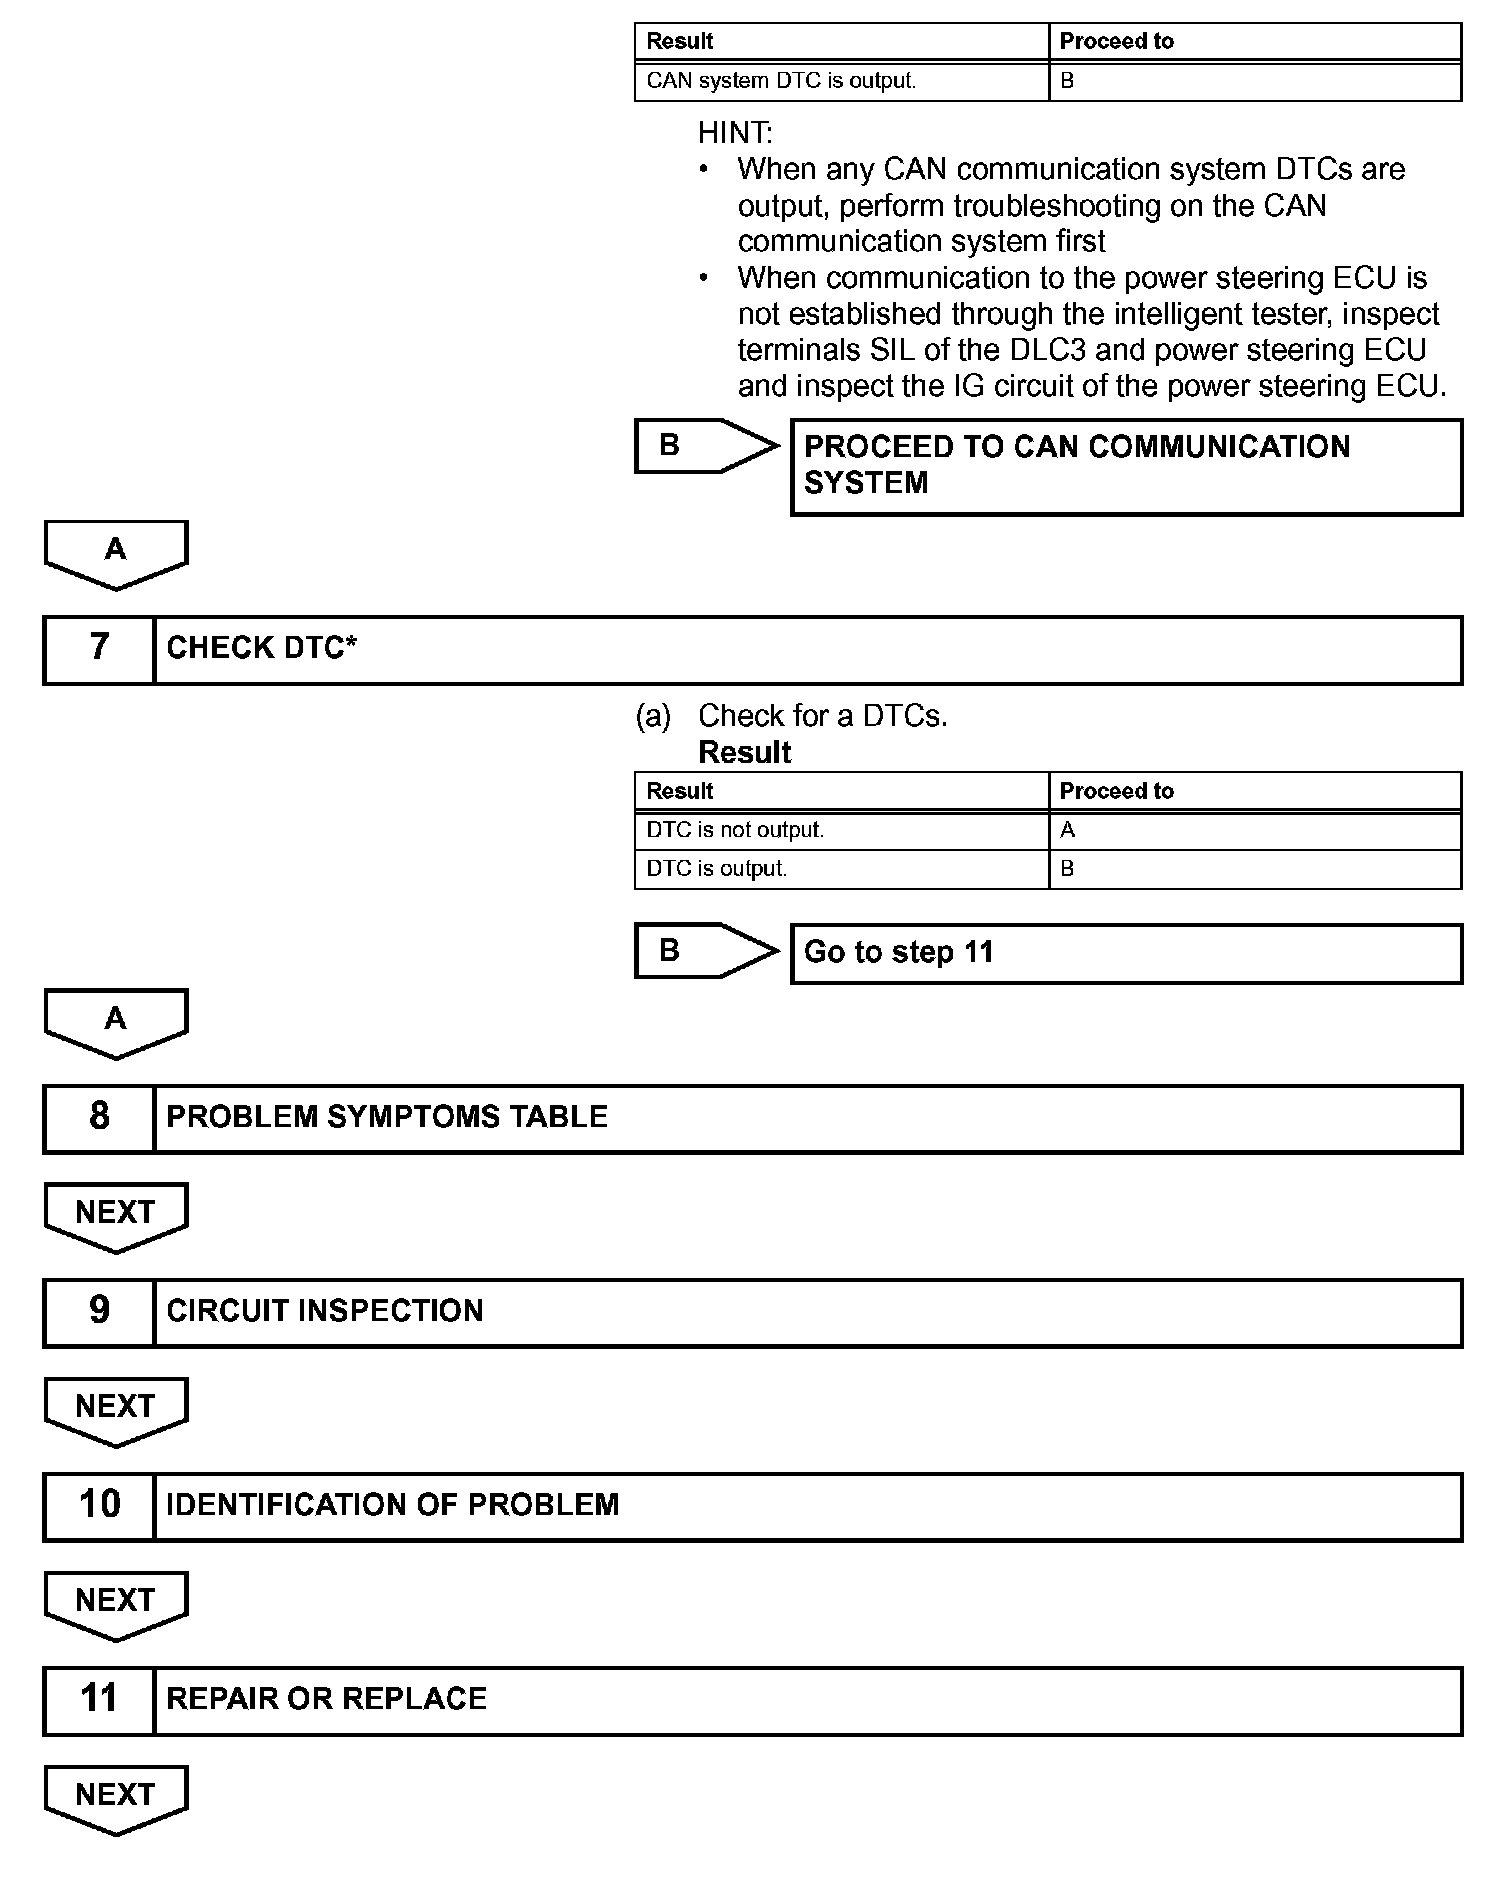 Result Proceed to
CAN system DTC is output. B
HINT:
• When any CAN communication system DTCs are
output, perform troubleshooting on the CAN
communication system first
• When communication to the power steering ECU is
not established through the intelligent tester, inspect
terminals SIL of the DLC3 and power steering ECU
and inspect the IG circuit of the power steering ECU.
B PROCEED TO CAN COMMUNICATION
SYSTEM
A
7 CHECK DTC*
(a) Check for a DTCs.
Result
Result Proceed to
DTC is not output. A
DTC is output. B
B Go to step 11
A
8 PROBLEM SYMPTOMS TABLE
NEXT
9 CIRCUIT INSPECTION
NEXT
10 IDENTIFICATION OF PROBLEM
NEXT
11 REPAIR OR REPLACE
NEXT